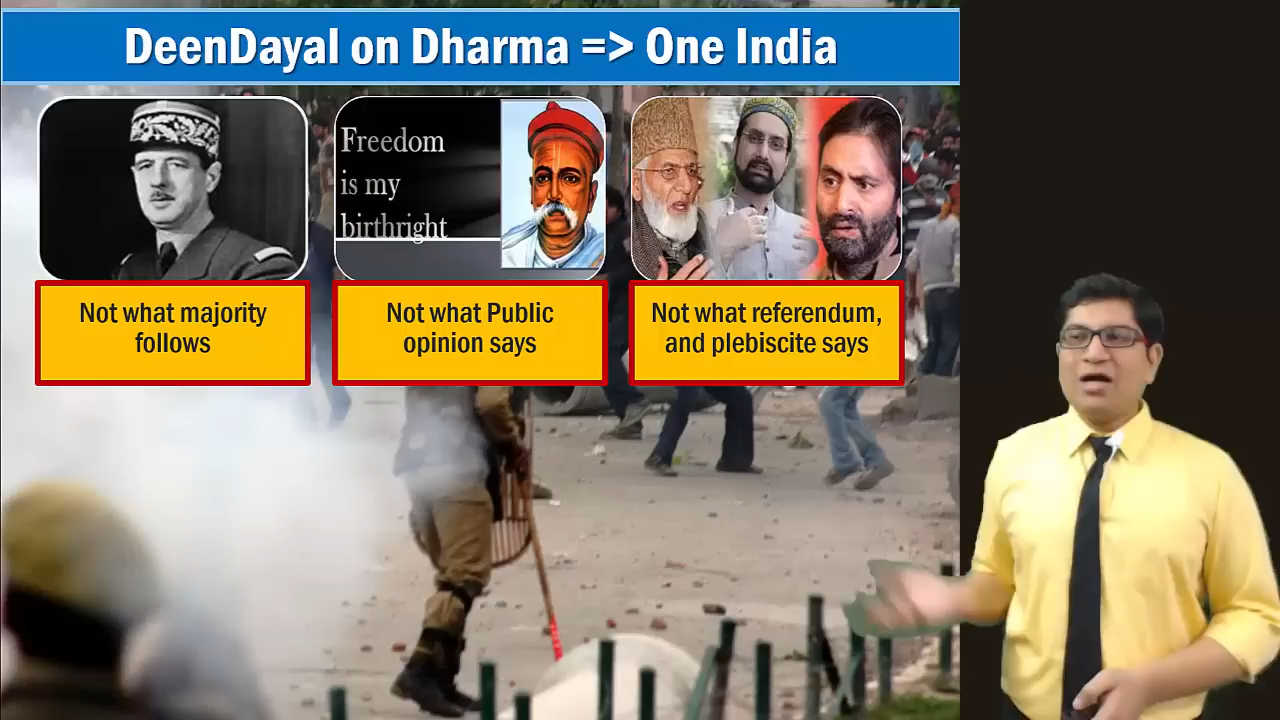 DeenDayal on Dharma => One India
Freedom
is my
birthright
Not what majority
follows
Not what Public
opinion says
Not what referendum,
and plebiscite says